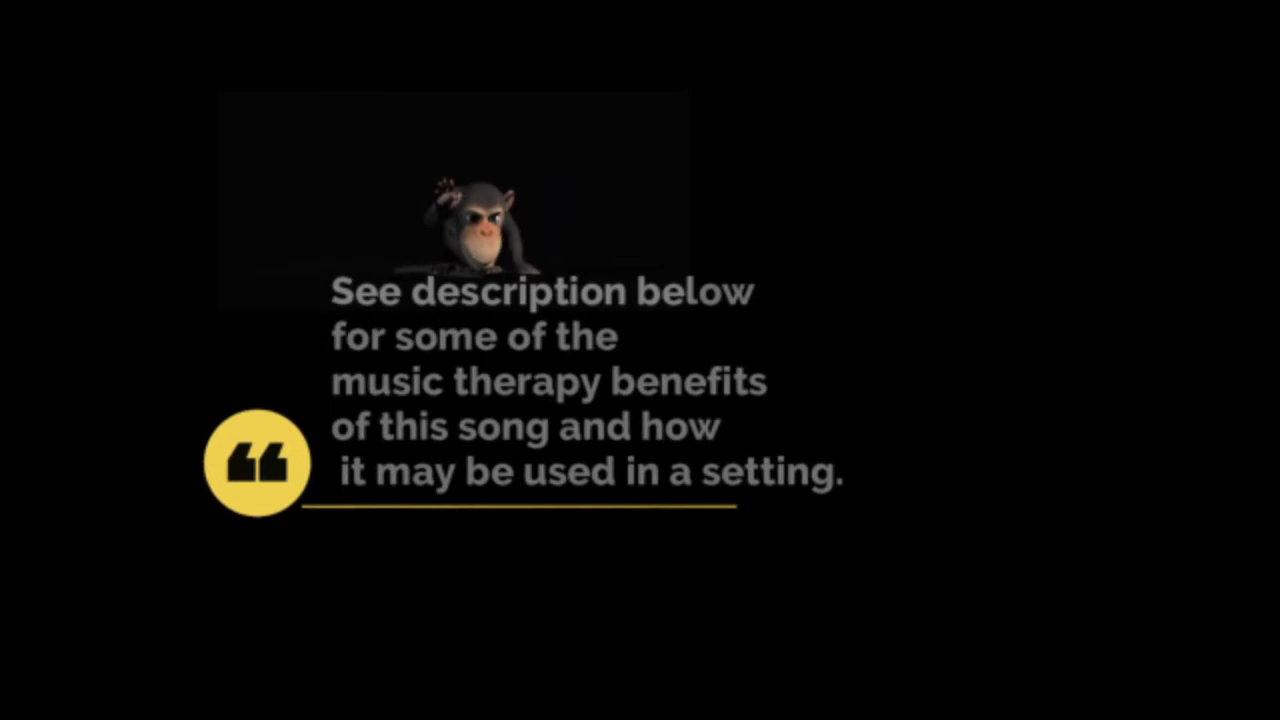 See description below
for some of the
music therapy benefits
of this song and how
it may be used in a setting.